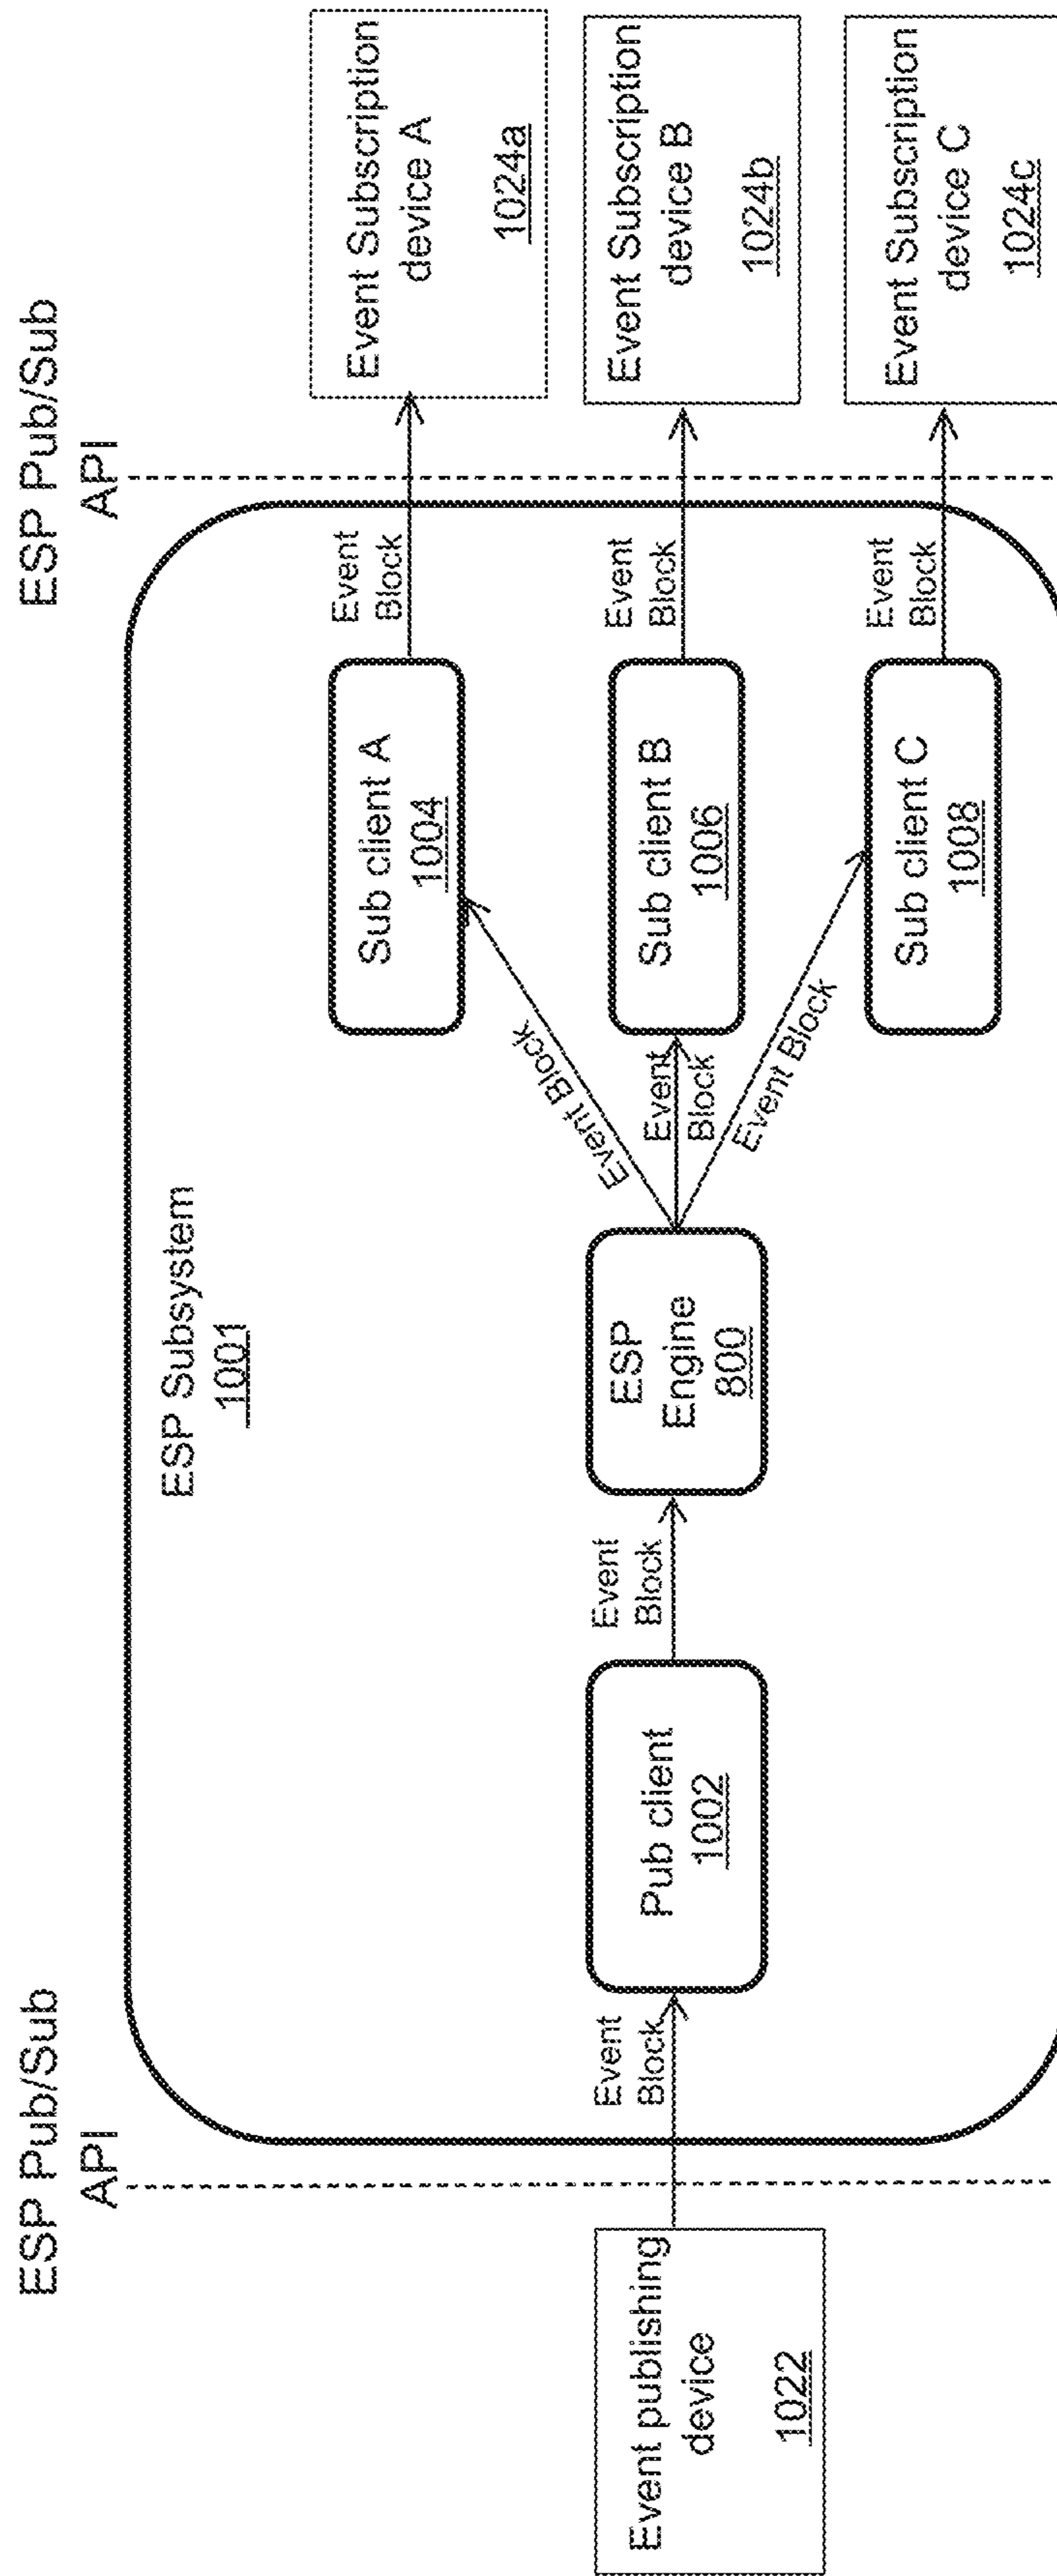 ESP Pub/Sub
API
ESP Pub/Sub
API
ESP Subsystem
1001
Event publishing
device
1022
Event
Block
Pub client
1002
Event
Block
ESP
Engine
800
Event Block
Event
Block
Event Block
Sub client A
1004
Sub client B
1006
Sub client C
1008
Event
Block
Event
Block
Event
Block
Event Subscription
device A
1024a
Event Subscription
device B
1024b
Event Subscription
device C
1024c